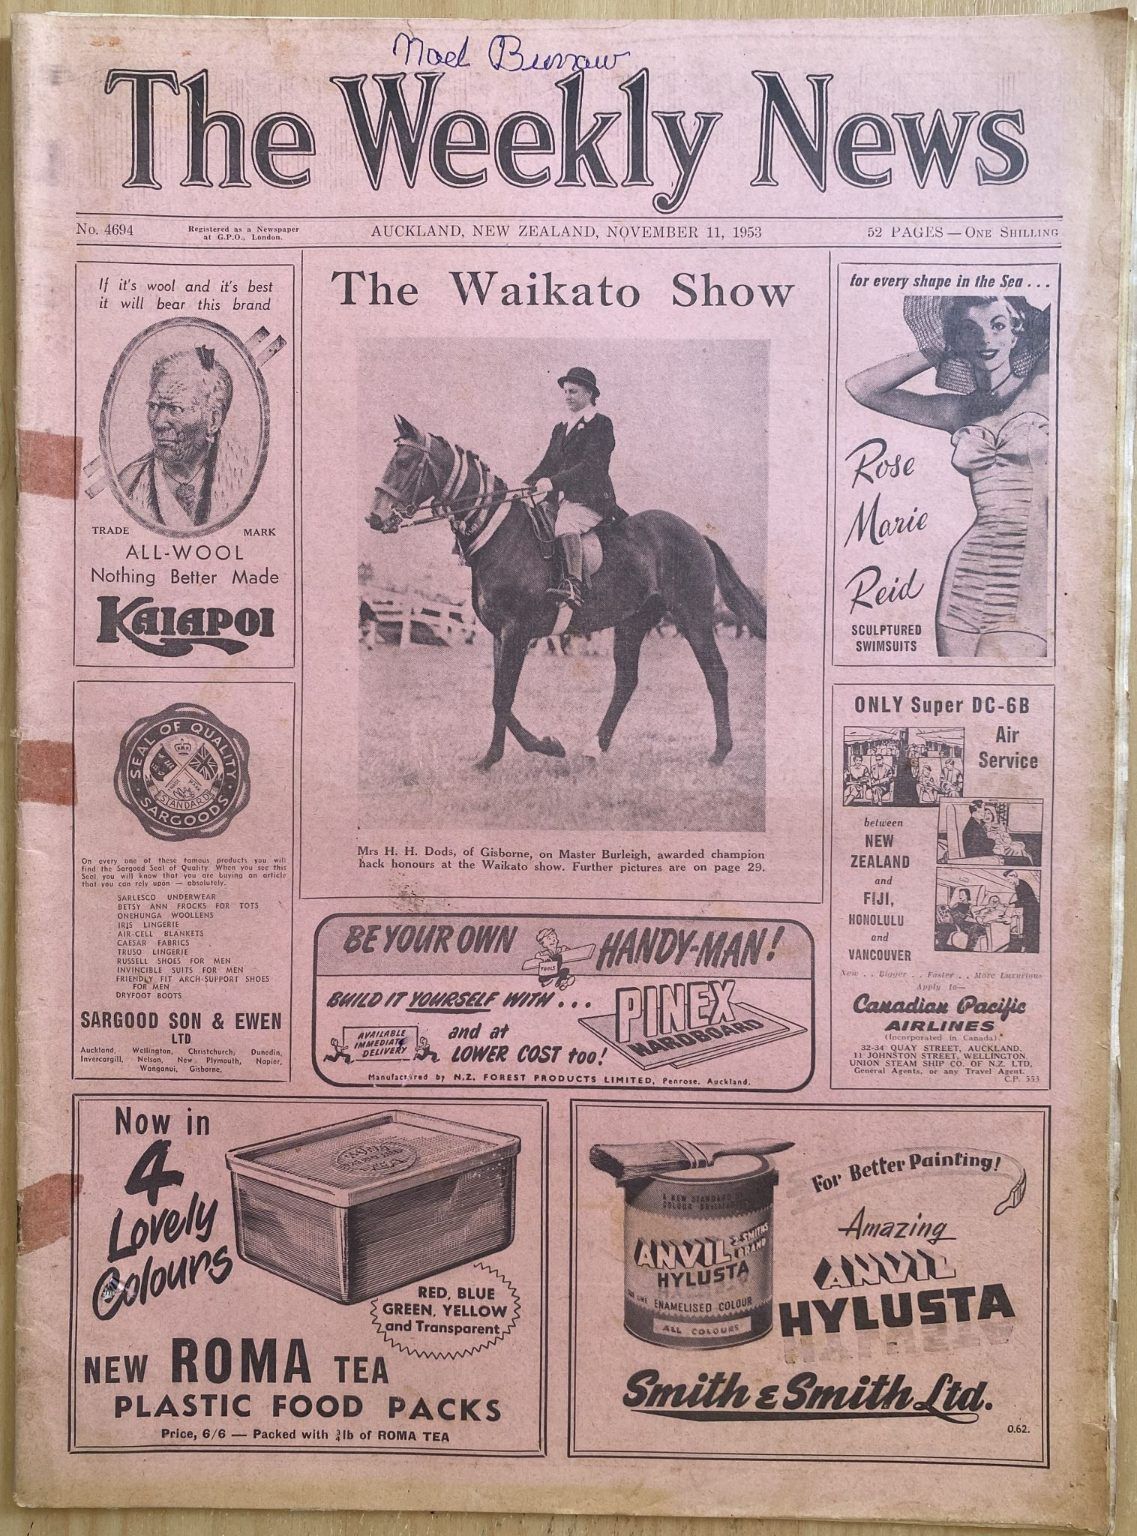 Noel Burrow
The Weekly News
No. 4694
Registered as a Newspaper
at G.P.O., London.
AUCKLAND, NEW ZEALAND, NOVEMBER 11, 1953
52 PAGES — ONE SHILLING
If it's wool and it's best
it will bear this brand
TRADE MARK
ALL-WOOL
Nothing Better Made
KAIAPOI
SEAL OF QUALITY
STANDARDS
SARGOODS
On every one of these famous products you will
find the Sargood Seal of Quality. When you see this
Seal you will know that you are buying an article
that you can rely upon — absolutely.
SARLESCO UNDERWEAR
BETSY ANN FROCKS FOR TOTS
ONEHUNGA WOOLLENS
IRIS LINGERIE
AIR-CELL BLANKETS
CAESAR FABRICS
TRUSO LINGERIE
RUSSELL SHOES FOR MEN
INVINCIBLE SUITS FOR MEN
FRIENDLY FIT ARCH-SUPPORT SHOES
FOR MEN
DRYFOOT BOOTS
SARGOOD SON & EWEN
LTD
Auckland, Wellington, Christchurch, Dunedin,
Invercargill, Nelson, New Plymouth, Napier,
Wanganui, Gisborne.
The Waikato Show
Mrs H. H. Dods, of Gisborne, on Master Burleigh, awarded champion
hack honours at the Waikato show. Further pictures are on page 29.
BE YOUR OWN HANDY-MAN!
TOOLS
BUILD IT YOURSELF WITH . . .
PINEX
HARDBOARD
AVAILABLE
IMMEDIATE
DELIVERY
and at
LOWER COST too!
Manufactured by N.Z. FOREST PRODUCTS LIMITED, Penrose, Auckland.
for every shape in the Sea . . .
Rose
Marie
Reid
SCULPTURED
SWIMSUITS
ONLY Super DC-6B
Air
Service
between
NEW
ZEALAND
and
FIJI,
HONOLULU
and
VANCOUVER
New . . Bigger . . Faster . . More Luxurious
Apply to—
Canadian Pacific
AIRLINES
(Incorporated in Canada)
32-34 QUAY STREET, AUCKLAND.
11 JOHNSTON STREET, WELLINGTON
UNION STEAM SHIP CO. OF N.Z. LTD.
General Agents, or any Travel Agent.
C.P. 553
Now in
4
Lovely
Colours
RED, BLUE
GREEN, YELLOW
and Transparent
NEW ROMA TEA
PLASTIC FOOD PACKS
Price, 6/6 — Packed with ¾lb of ROMA TEA
ANVIL
HYLUSTA
ENAMELISED COLOUR
ALL COLOURS
For Better Painting!
Amazing
ANVIL
HYLUSTA
Smith & Smith Ltd.
0.62.